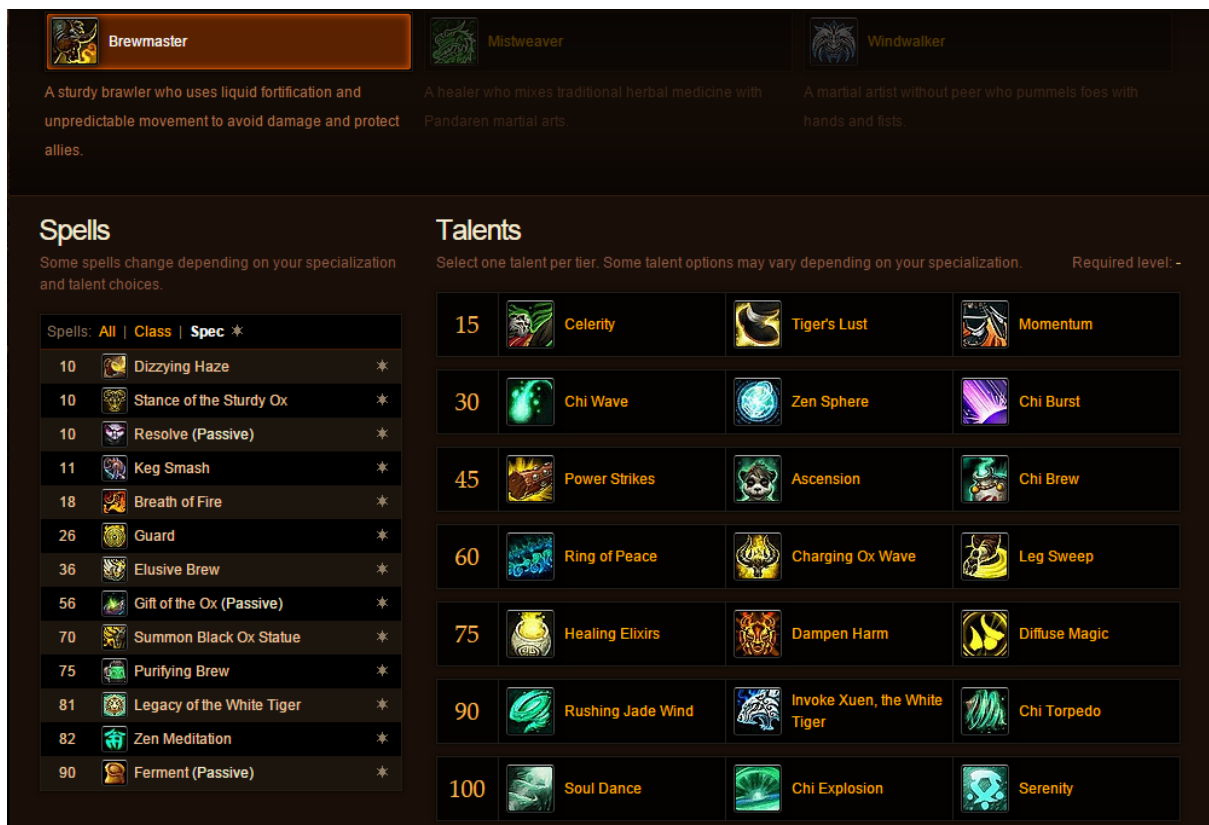 Brewmaster
Mistweaver
Windwalker
A sturdy brawler who uses liquid fortification and
unpredictable movement to avoid damage and protect
allies.
A healer who mixes traditional herbal medicine with
Pandaren martial arts.
A martial artist without peer who pummels foes with
hands and fists.
Spells
Some spells change depending on your specialization
and talent choices.
Spells: All | Class | Spec
10 Dizzying Haze
10 Stance of the Sturdy Ox
10 Resolve (Passive)
11 Keg Smash
18 Breath of Fire
26 Guard
36 Elusive Brew
56 Gift of the Ox (Passive)
70 Summon Black Ox Statue
75 Purifying Brew
81 Legacy of the White Tiger
82 Zen Meditation
90 Ferment (Passive)
Talents
Select one talent per tier. Some talent options may vary depending on your specialization. Required level: -
15 Celerity Tiger's Lust Momentum
30 Chi Wave Zen Sphere Chi Burst
45 Power Strikes Ascension Chi Brew
60 Ring of Peace Charging Ox Wave Leg Sweep
75 Healing Elixirs Dampen Harm Diffuse Magic
90 Rushing Jade Wind Invoke Xuen, the White
Tiger Chi Torpedo
100 Soul Dance Chi Explosion Serenity